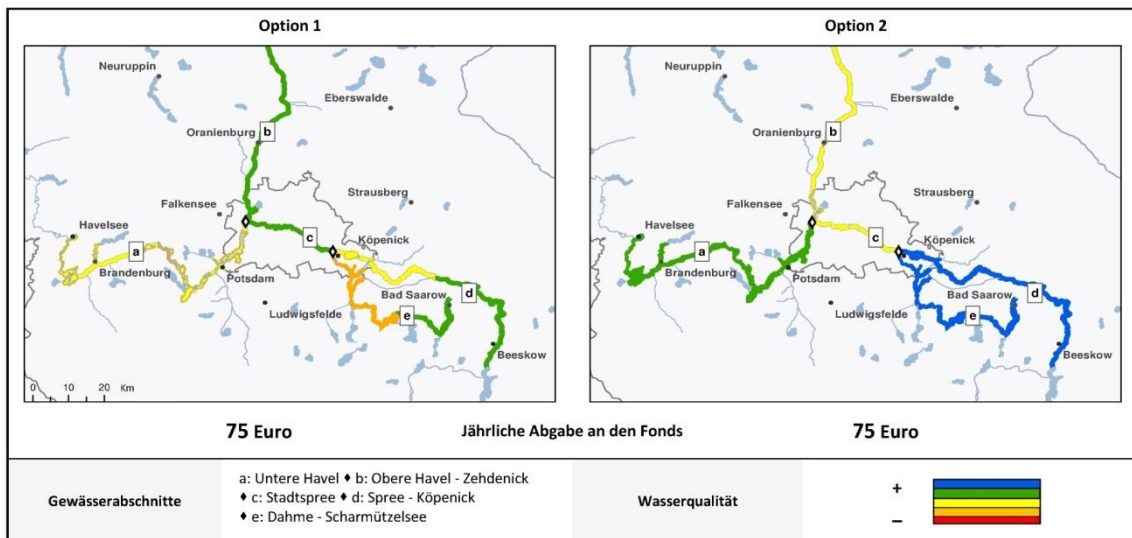 Option 1
Option 2
Neuruppin
Eberswalde
Oranienburg
b
Strausberg
Falkensee
Havelsee
c
Köpenick
a
Brandenburg
Potsdam
d
Bad Saarow
Ludwigsfelde
e
Beeskow
0 10 20 Km
Neuruppin
Eberswalde
Oranienburg
b
Strausberg
Falkensee
Havelsee
c
Köpenick
a
Brandenburg
Potsdam
d
Bad Saarow
Ludwigsfelde
e
Beeskow
75 Euro Jährliche Abgabe an den Fonds 75 Euro
Gewässerabschnitte
a: Untere Havel ♦ b: Obere Havel - Zehdenick
♦ c: Stadtspree ♦ d: Spree - Köpenick
♦ e: Dahme - Scharmützelsee
Wasserqualität
+
−